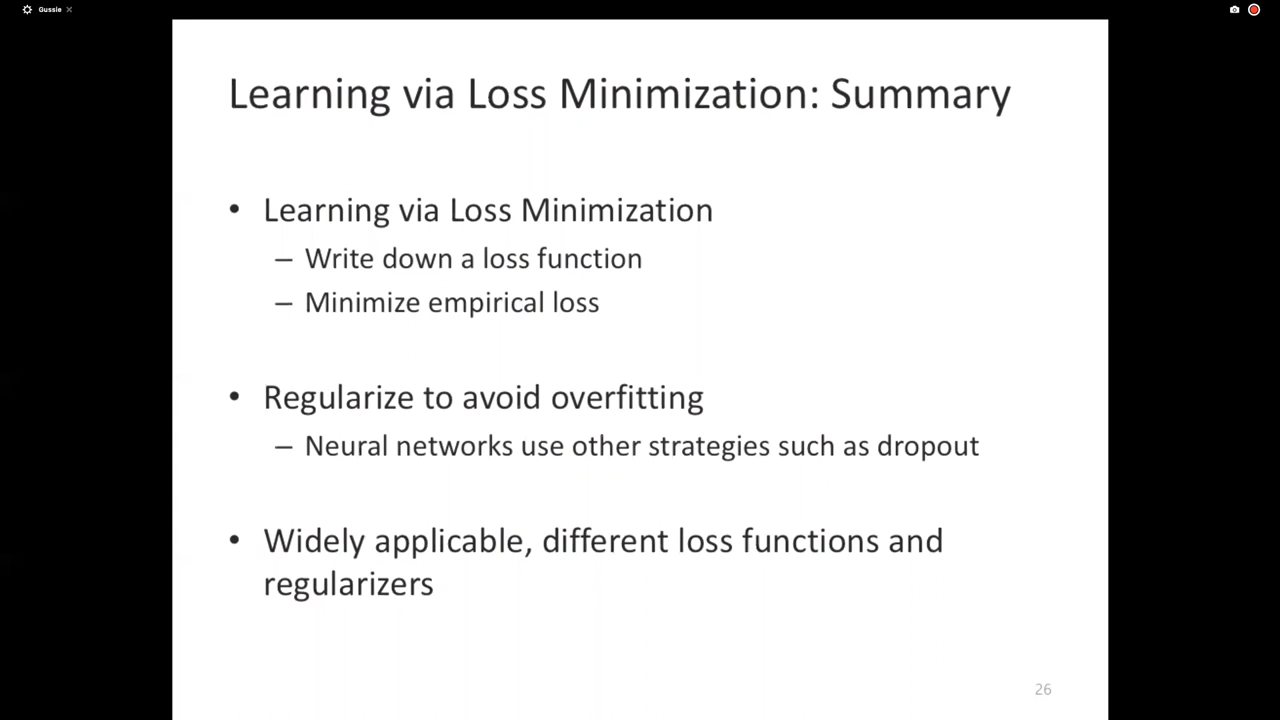 Gussie
Learning via Loss Minimization: Summary
• Learning via Loss Minimization
– Write down a loss function
– Minimize empirical loss
• Regularize to avoid overfitting
– Neural networks use other strategies such as dropout
• Widely applicable, different loss functions and
regularizers
26